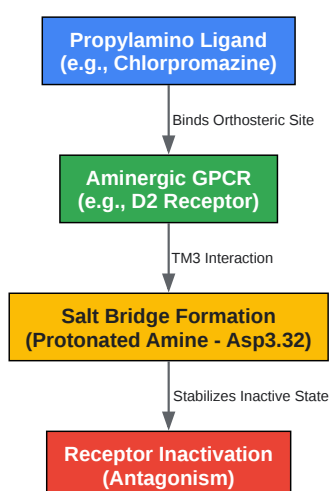 Propylamino Ligand
(e.g., Chlorpromazine)
Binds Orthosteric Site
Aminergic GPCR
(e.g., D2 Receptor)
TM3 Interaction
Salt Bridge Formation
(Protonated Amine - Asp3.32)
Stabilizes Inactive State
Receptor Inactivation
(Antagonism)